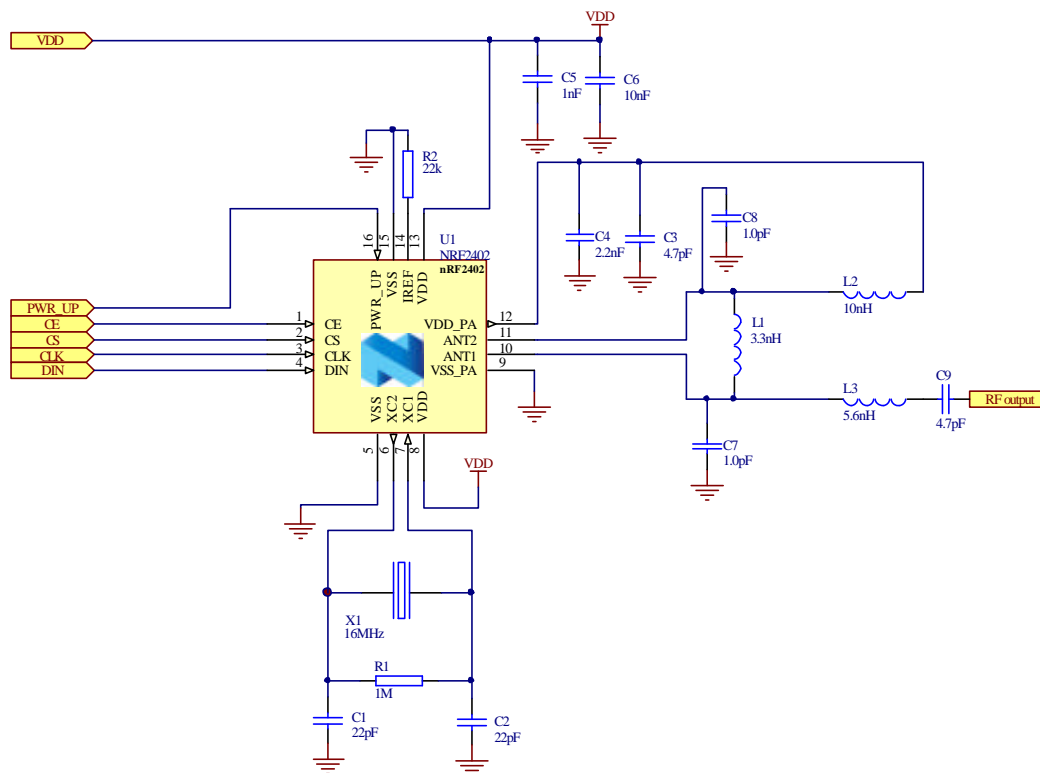 VDD
VDD
C5
1nF
C6
10nF
R2
22k
C8
1.0pF
C4
2.2nF
C3
4.7pF
16
15
14
13
U1
NRF2402
nRF2402
PWR_UP
VSS
IREF
VDD
L2
10nH
PWR_UP
CE
CS
CLK
DIN
1
2
3
4
CE
CS
CLK
DIN
VDD_PA
ANT2
ANT1
VSS_PA
12
11
10
9
L1
3.3nH
L3
5.6nH
C9
4.7pF
RF output
VSS
XC2
XC1
VDD
5
6
7
8
C7
1.0pF
VDD
X1
16MHz
R1
1M
C1
22pF
C2
22pF